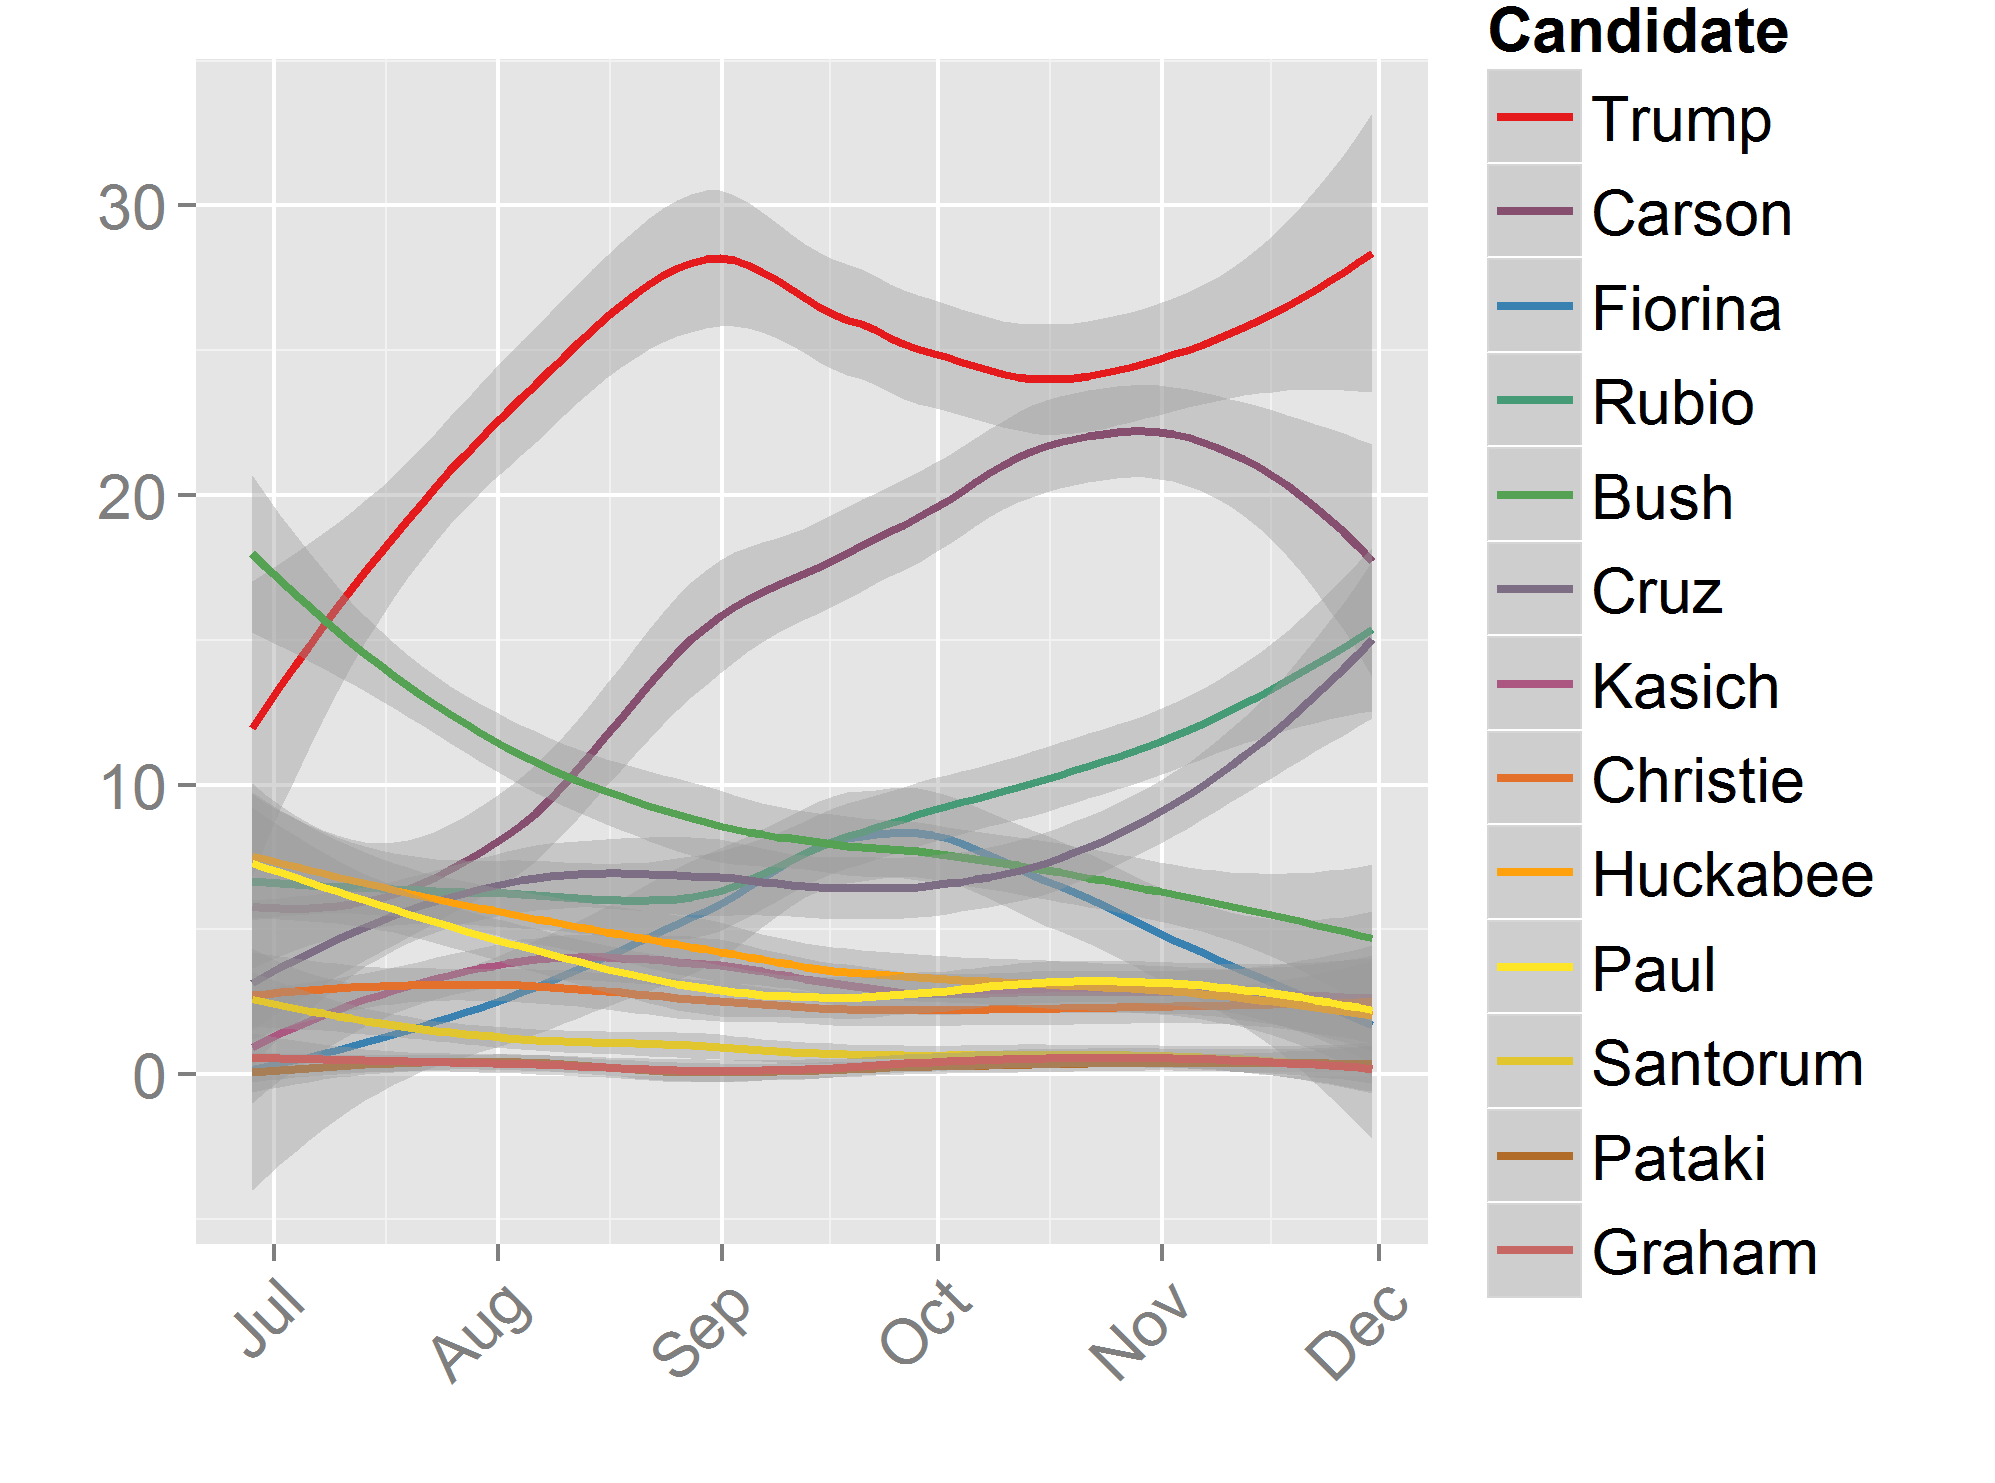 Candidate
Trump
Carson
Fiorina
Rubio
Bush
Cruz
Kasich
Christie
Huckabee
Paul
Santorum
Pataki
Graham
30
20
10
0
Jul
Aug
Sep
Oct
Nov
Dec